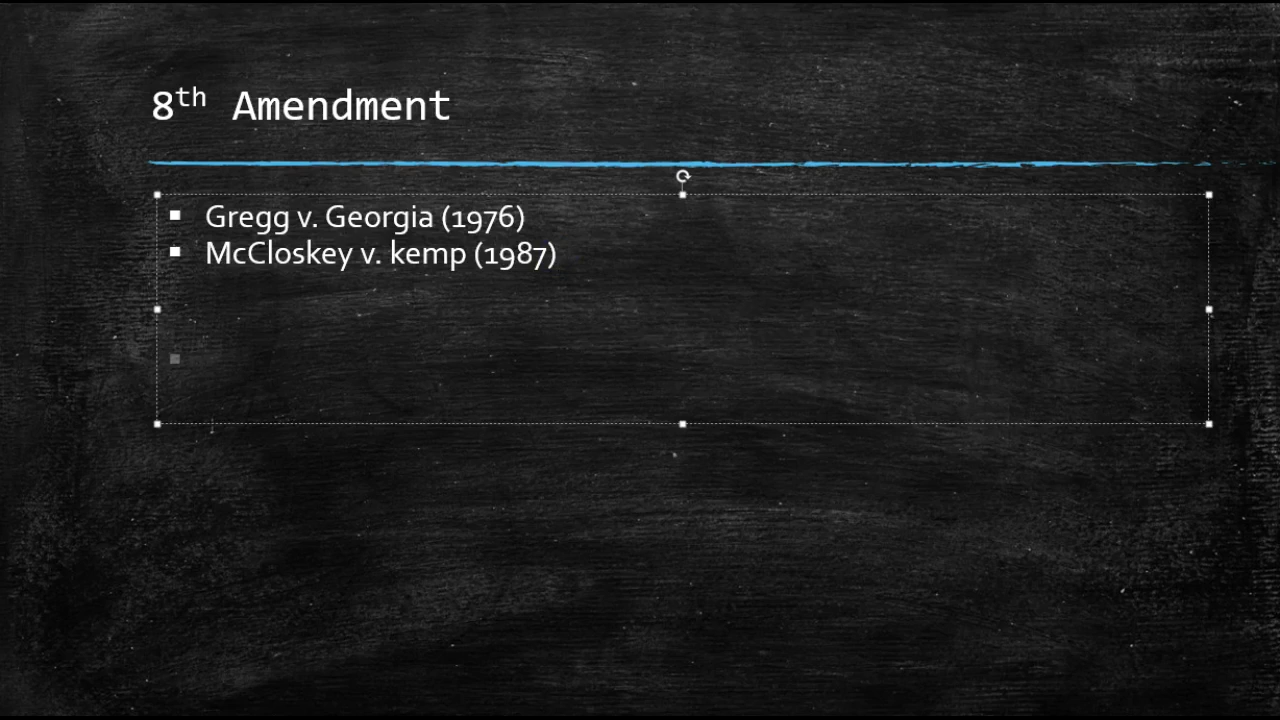 8th Amendment
▪ Gregg v. Georgia (1976)
▪ McCloskey v. kemp (1987)